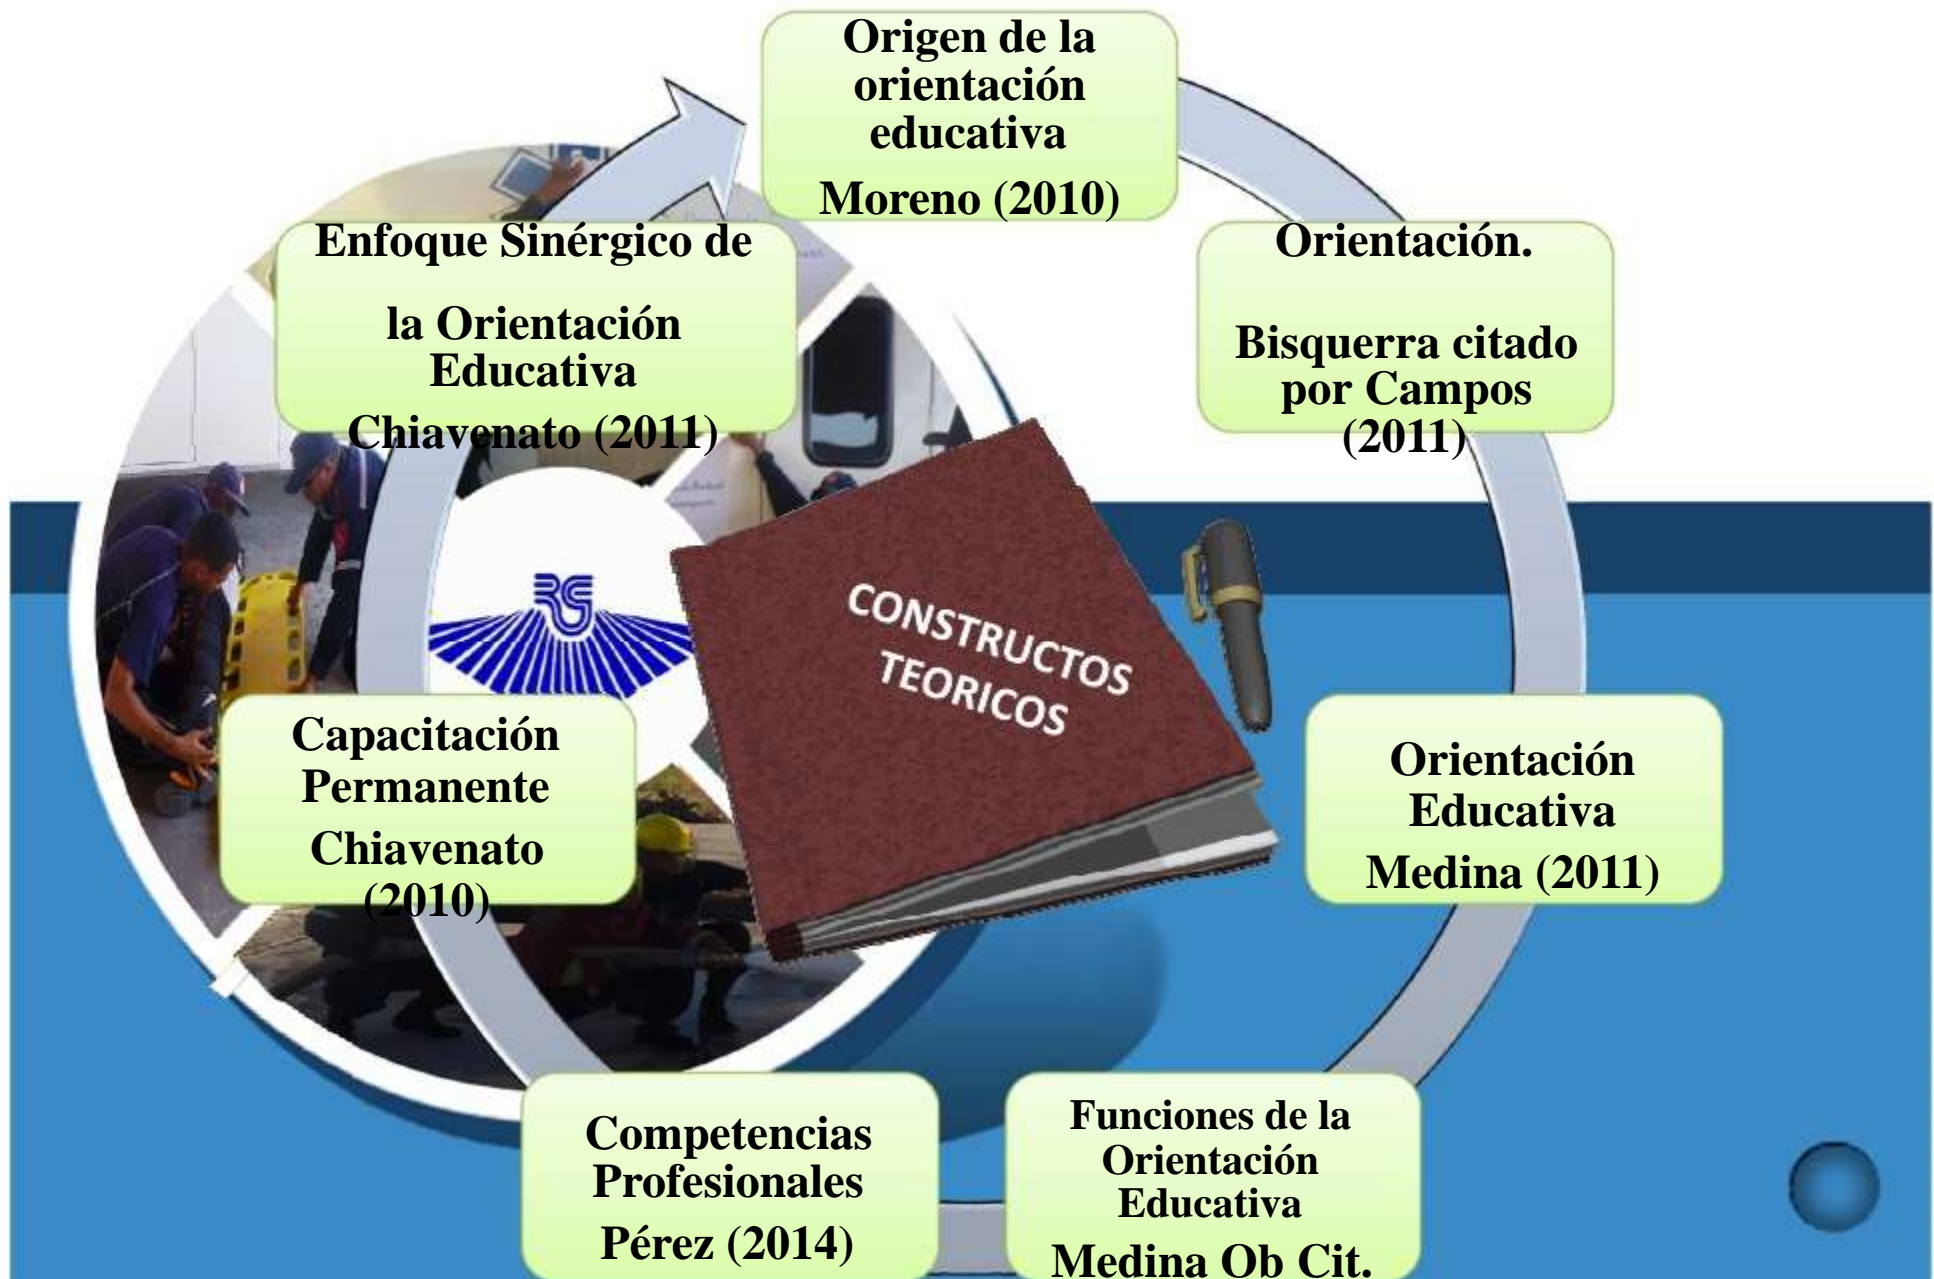 Origen de la
orientación
educativa
Moreno (2010)
Orientación.
Bisquerra citado
por Campos
(2011)
Orientación
Educativa
Medina (2011)
Funciones de la
Orientación
Educativa
Medina Ob Cit.
Competencias
Profesionales
Pérez (2014)
Capacitación
Permanente
Chiavenato
(2010)
Enfoque Sinérgico de
la Orientación
Educativa
Chiavenato (2011)
CONSTRUCTOS
TEORICOS